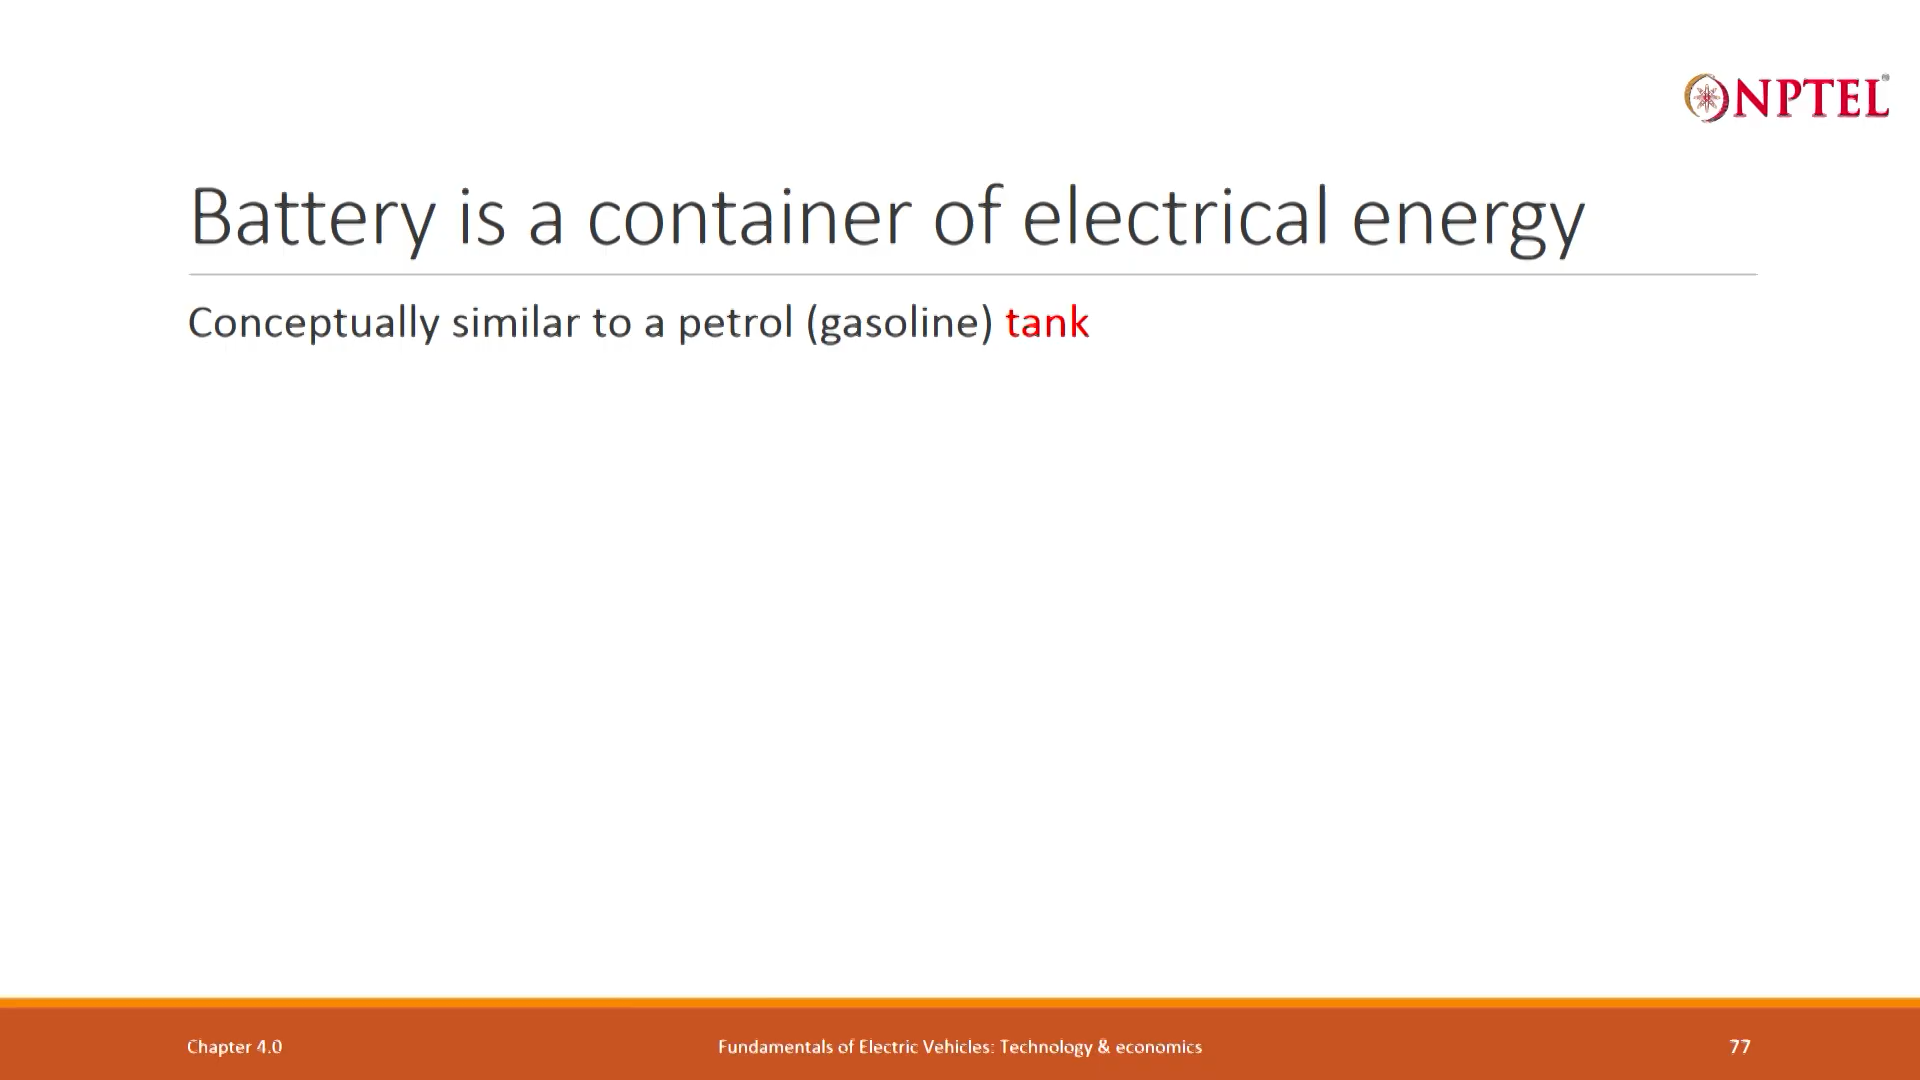 NPTEL
Battery is a container of electrical energy
Conceptually similar to a petrol (gasoline) tank
Chapter 4.0
Fundamentals of Electric Vehicles: Technology & economics
77